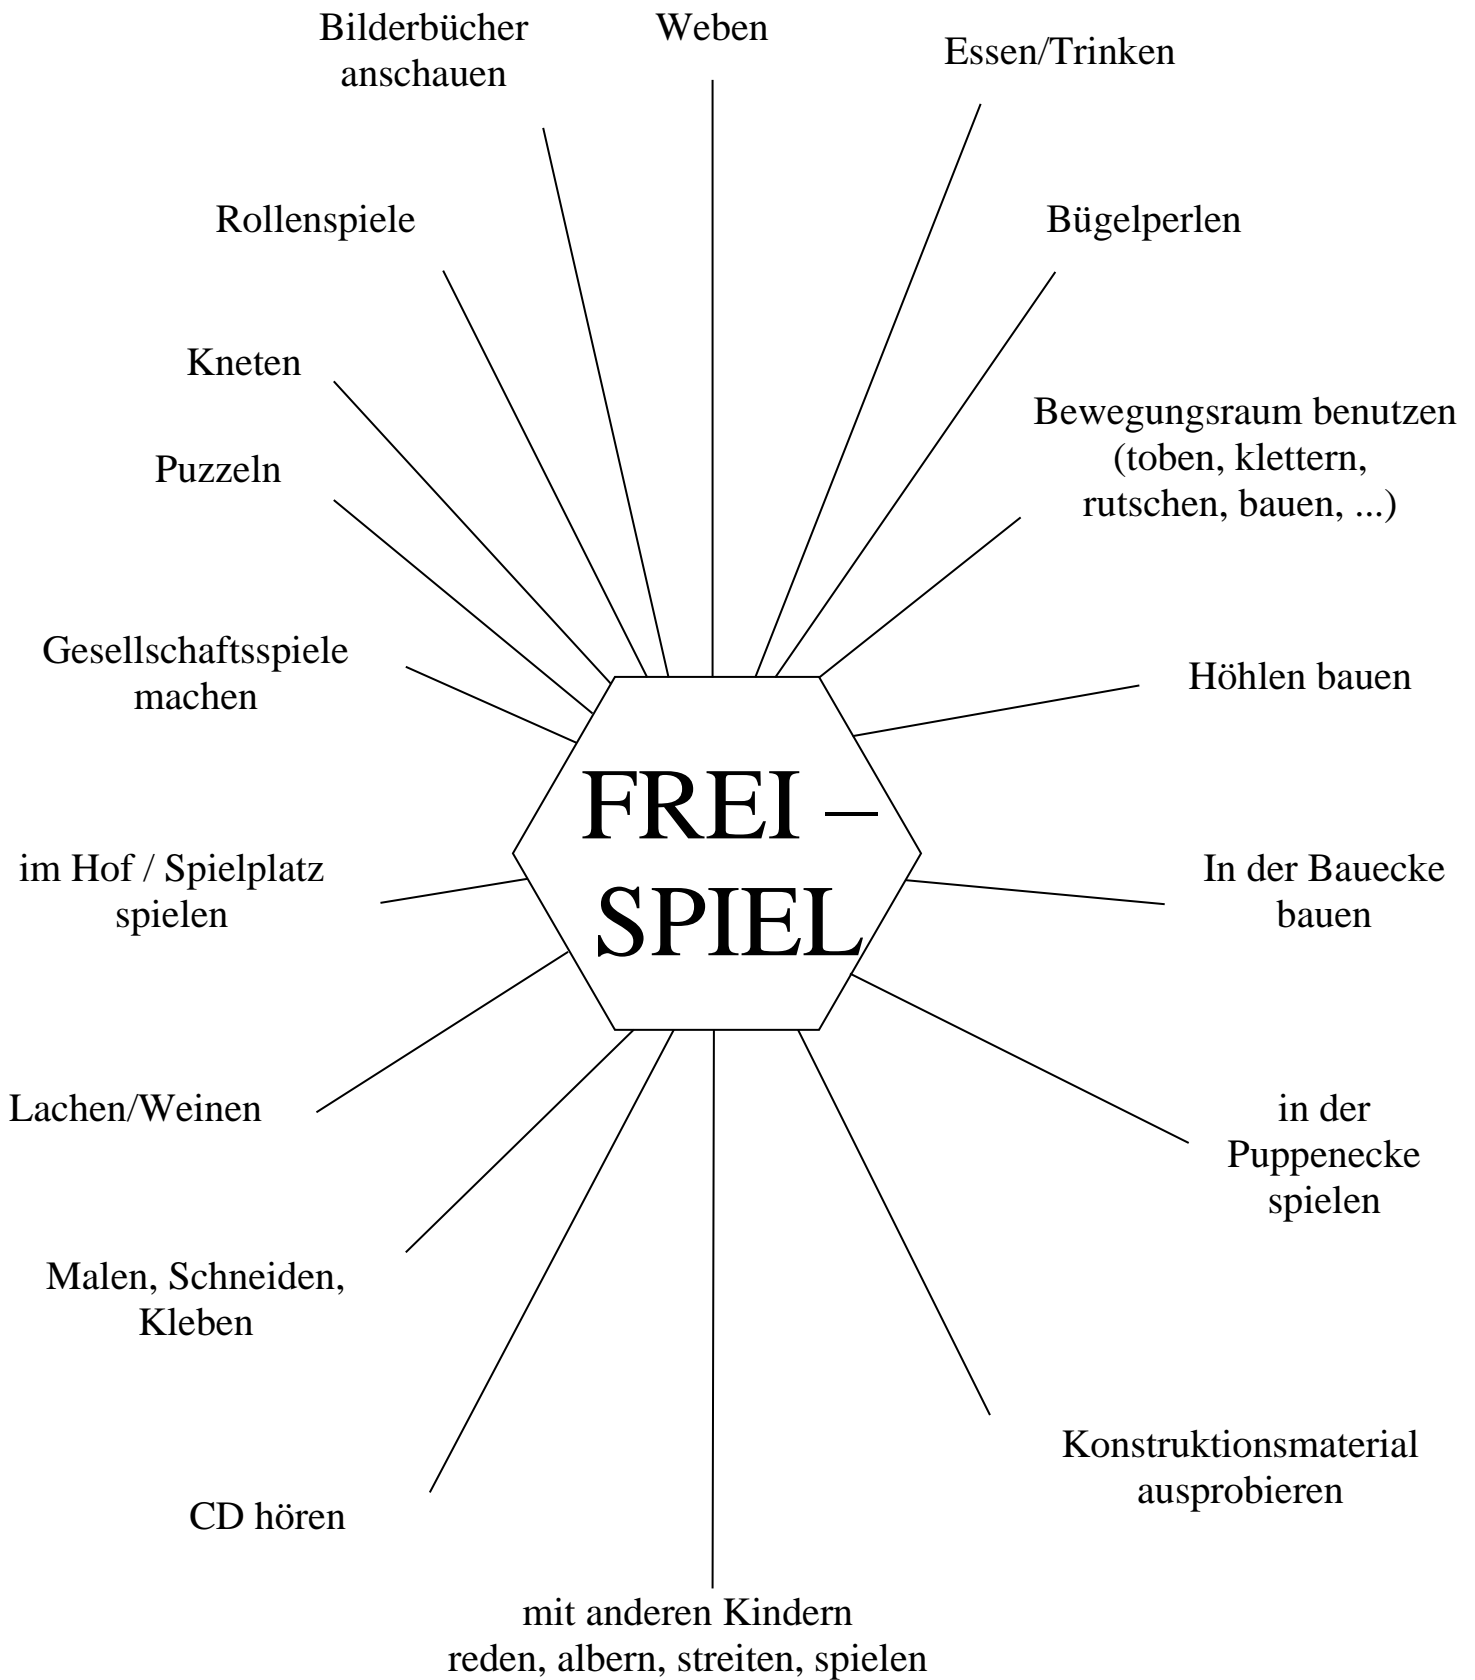 Bilderbücher
anschauen
Weben
Essen/Trinken
Rollenspiele
Bügelperlen
Kneten
Bewegungsraum benutzen
(toben, klettern,
rutschen, bauen, ...)
Puzzeln
Gesellschaftsspiele
machen
Höhlen bauen
FREI –
SPIEL
im Hof / Spielplatz
spielen
In der Bauecke
bauen
Lachen/Weinen
in der
Puppenecke
spielen
Malen, Schneiden,
Kleben
Konstruktionsmaterial
ausprobieren
CD hören
mit anderen Kindern
reden, albern, streiten, spielen